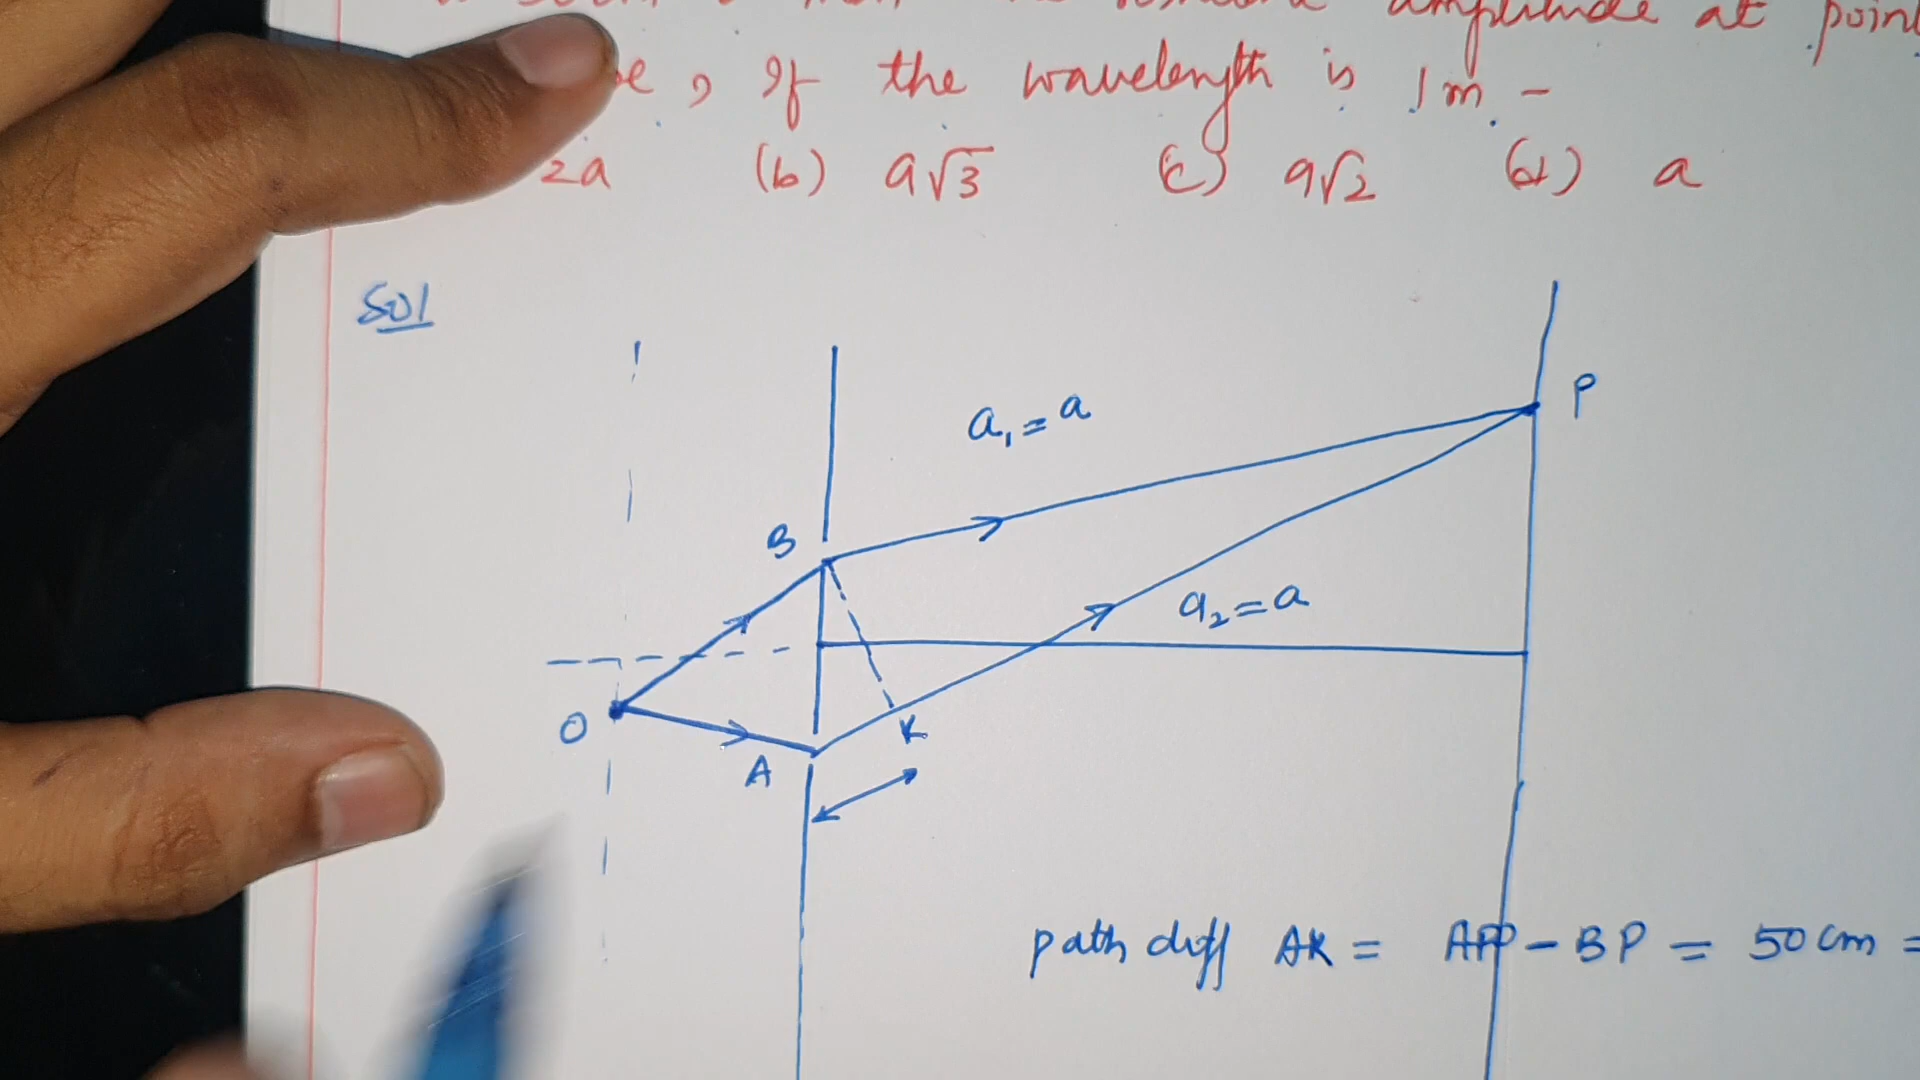 amplitude at point
, If the wavelength is 1m -
2a (b) a√3 (c) a√2 (d) a
Sol
P
a₁ = a
B
a₂ = a
O
K
A
path diff AK = AP - BP = 50 cm =